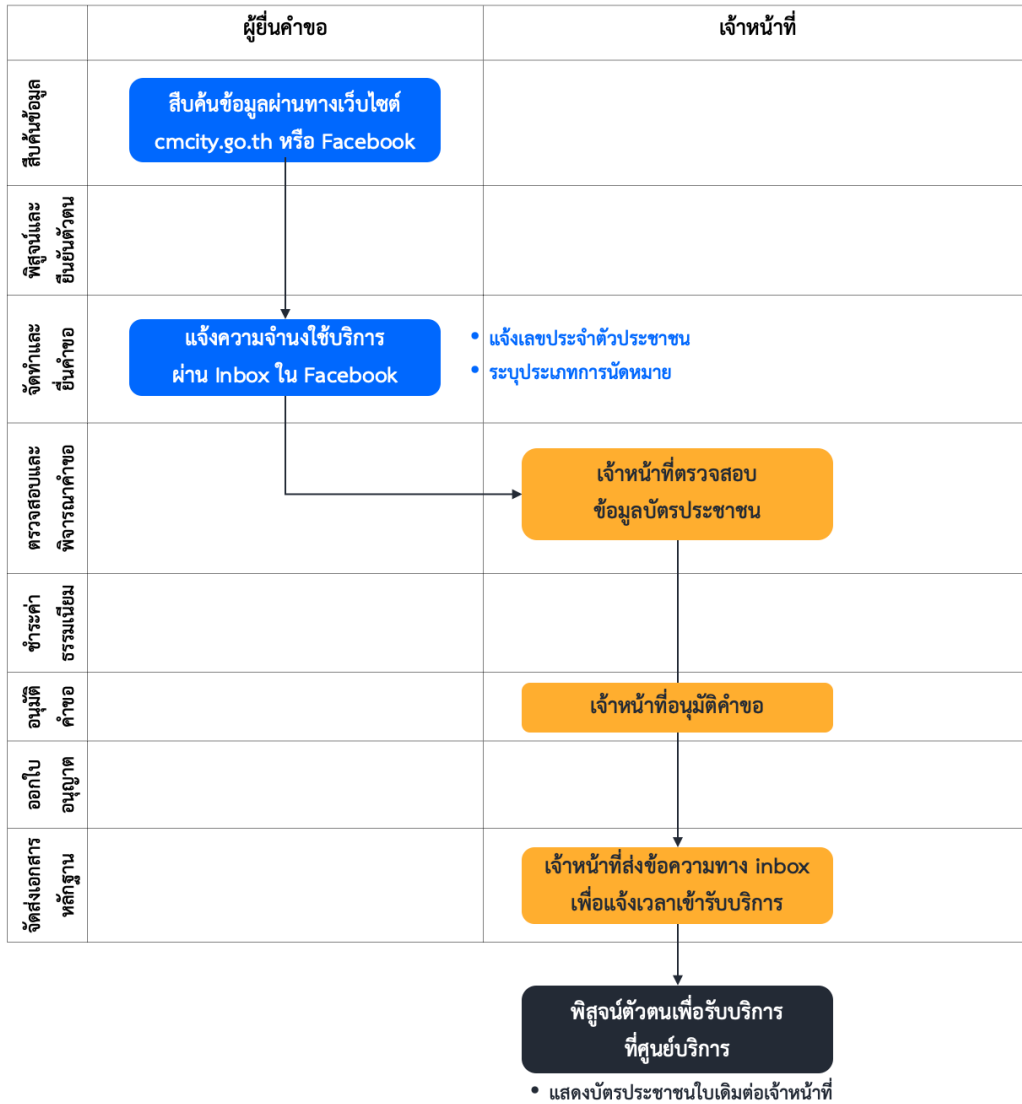 ผู้ยื่นคำขอ
เจ้าหน้าที่
สืบค้นข้อมูล
สืบค้นข้อมูลผ่านทางเว็บไซต์
cmcity.go.th หรือ Facebook
พิสูจน์และ
ยืนยันตัวตน
จัดทำและ
ยื่นคำขอ
แจ้งความจำนงใช้บริการ
ผ่าน Inbox ใน Facebook
• แจ้งเลขประจำตัวประชาชน
• ระบุประเภทการนัดหมาย
ตรวจสอบและ
พิจารณาคำขอ
เจ้าหน้าที่ตรวจสอบ
ข้อมูลบัตรประชาชน
ชำระค่า
ธรรมเนียม
อนุมัติ
คำขอ
เจ้าหน้าที่อนุมัติคำขอ
ออกใบ
อนุญาต
จัดส่งเอกสาร
หลักฐาน
เจ้าหน้าที่ส่งข้อความทาง inbox
เพื่อแจ้งเวลาเข้ารับบริการ
พิสูจน์ตัวตนเพื่อรับบริการ
ที่ศูนย์บริการ
• แสดงบัตรประชาชนใบเดิมต่อเจ้าหน้าที่